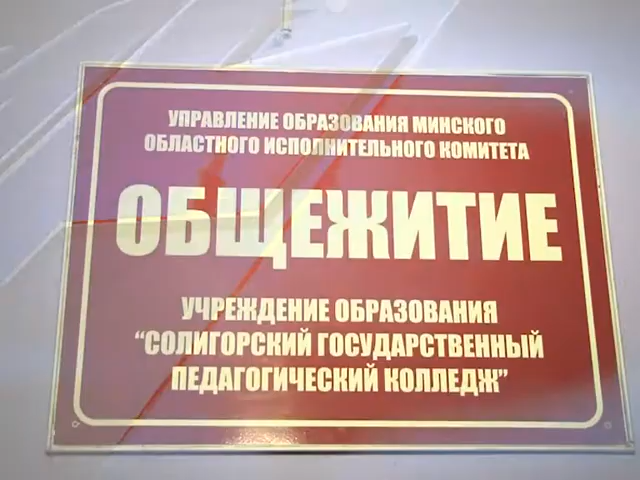 УПРАВЛЕНИЕ ОБРАЗОВАНИЯ МИНСКОГО
ОБЛАСТНОГО ИСПОЛНИТЕЛЬНОГО КОМИТЕТА
ОБЩЕЖИТИЕ
УЧРЕЖДЕНИЕ ОБРАЗОВАНИЯ
“СОЛИГОРСКИЙ ГОСУДАРСТВЕННЫЙ
ПЕДАГОГИЧЕСКИЙ КОЛЛЕДЖ”